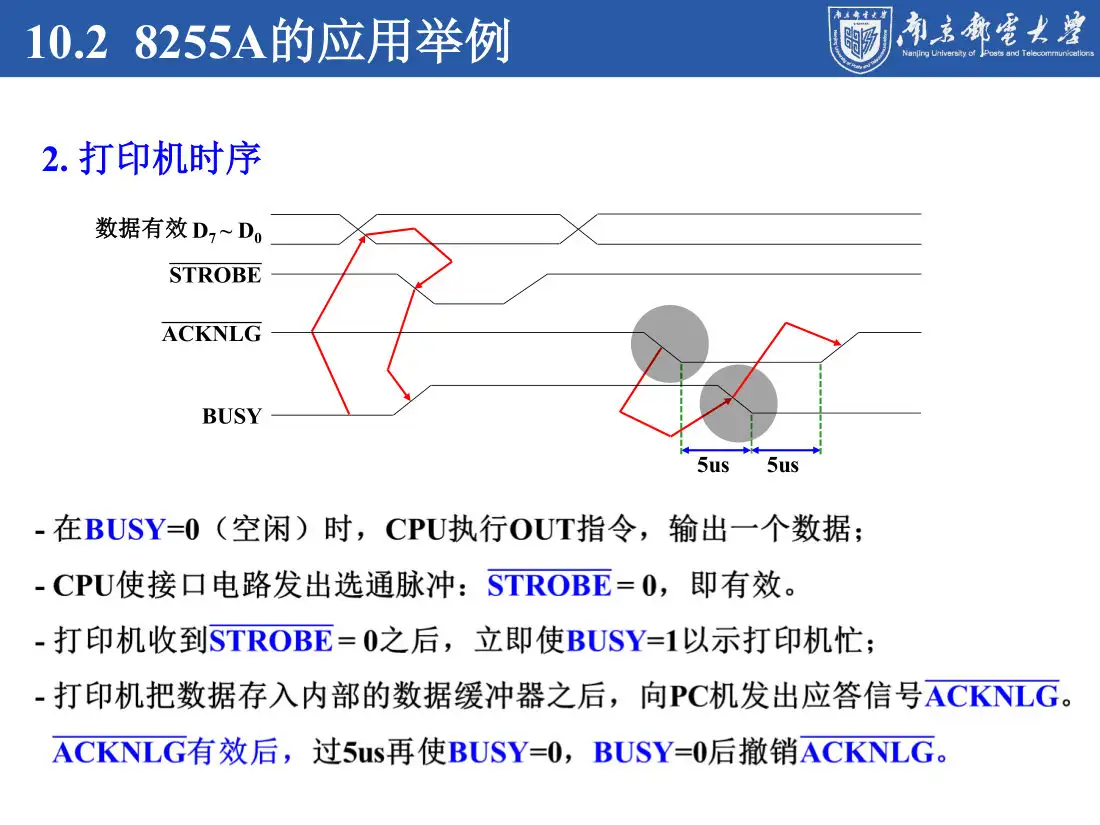 10.2 8255A的应用举例
南京邮电大学
Nanjing University of Posts and Telecommunications
2. 打印机时序
数据有效 D7 ~ D0
STROBE
ACKNLG
BUSY
5us 5us
- 在BUSY=0（空闲）时，CPU执行OUT指令，输出一个数据；
- CPU使接口电路发出选通脉冲：STROBE = 0，即有效。
- 打印机收到STROBE = 0之后，立即使BUSY=1以示打印机忙；
- 打印机把数据存入内部的数据缓冲器之后，向PC机发出应答信号ACKNLG。
ACKNLG有效后，过5us再使BUSY=0，BUSY=0后撤销ACKNLG。